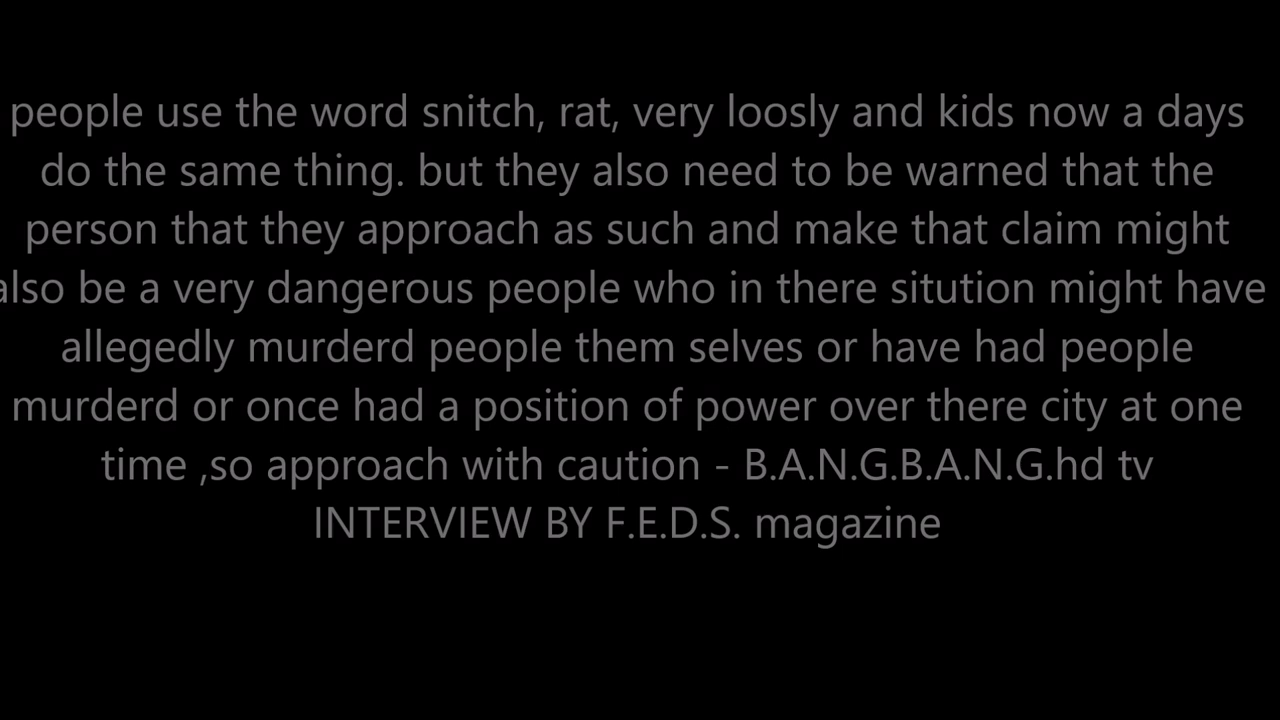 people use the word snitch, rat, very loosly and kids now a days
do the same thing. but they also need to be warned that the
person that they approach as such and make that claim might
also be a very dangerous people who in there sitution might have
allegedly murderd people them selves or have had people
murderd or once had a position of power over there city at one
time ,so approach with caution - B.A.N.G.B.A.N.G.hd tv
INTERVIEW BY F.E.D.S. magazine